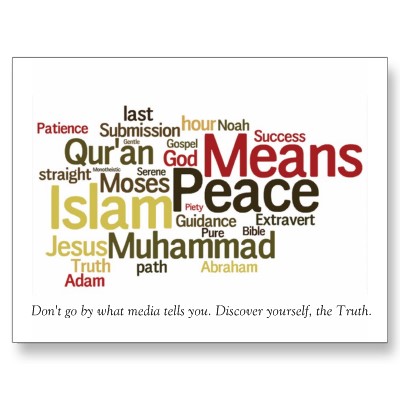 last
Patience Submission hour Noah
Gentle Gospel Success
Qur'an God Means
straight Monotheistic Serene
Moses Peace
Islam Piety Guidance Extravert
Pure Bible
Jesus Muhammad
Truth path Abraham
Adam
Don't go by what media tells you. Discover yourself, the Truth.